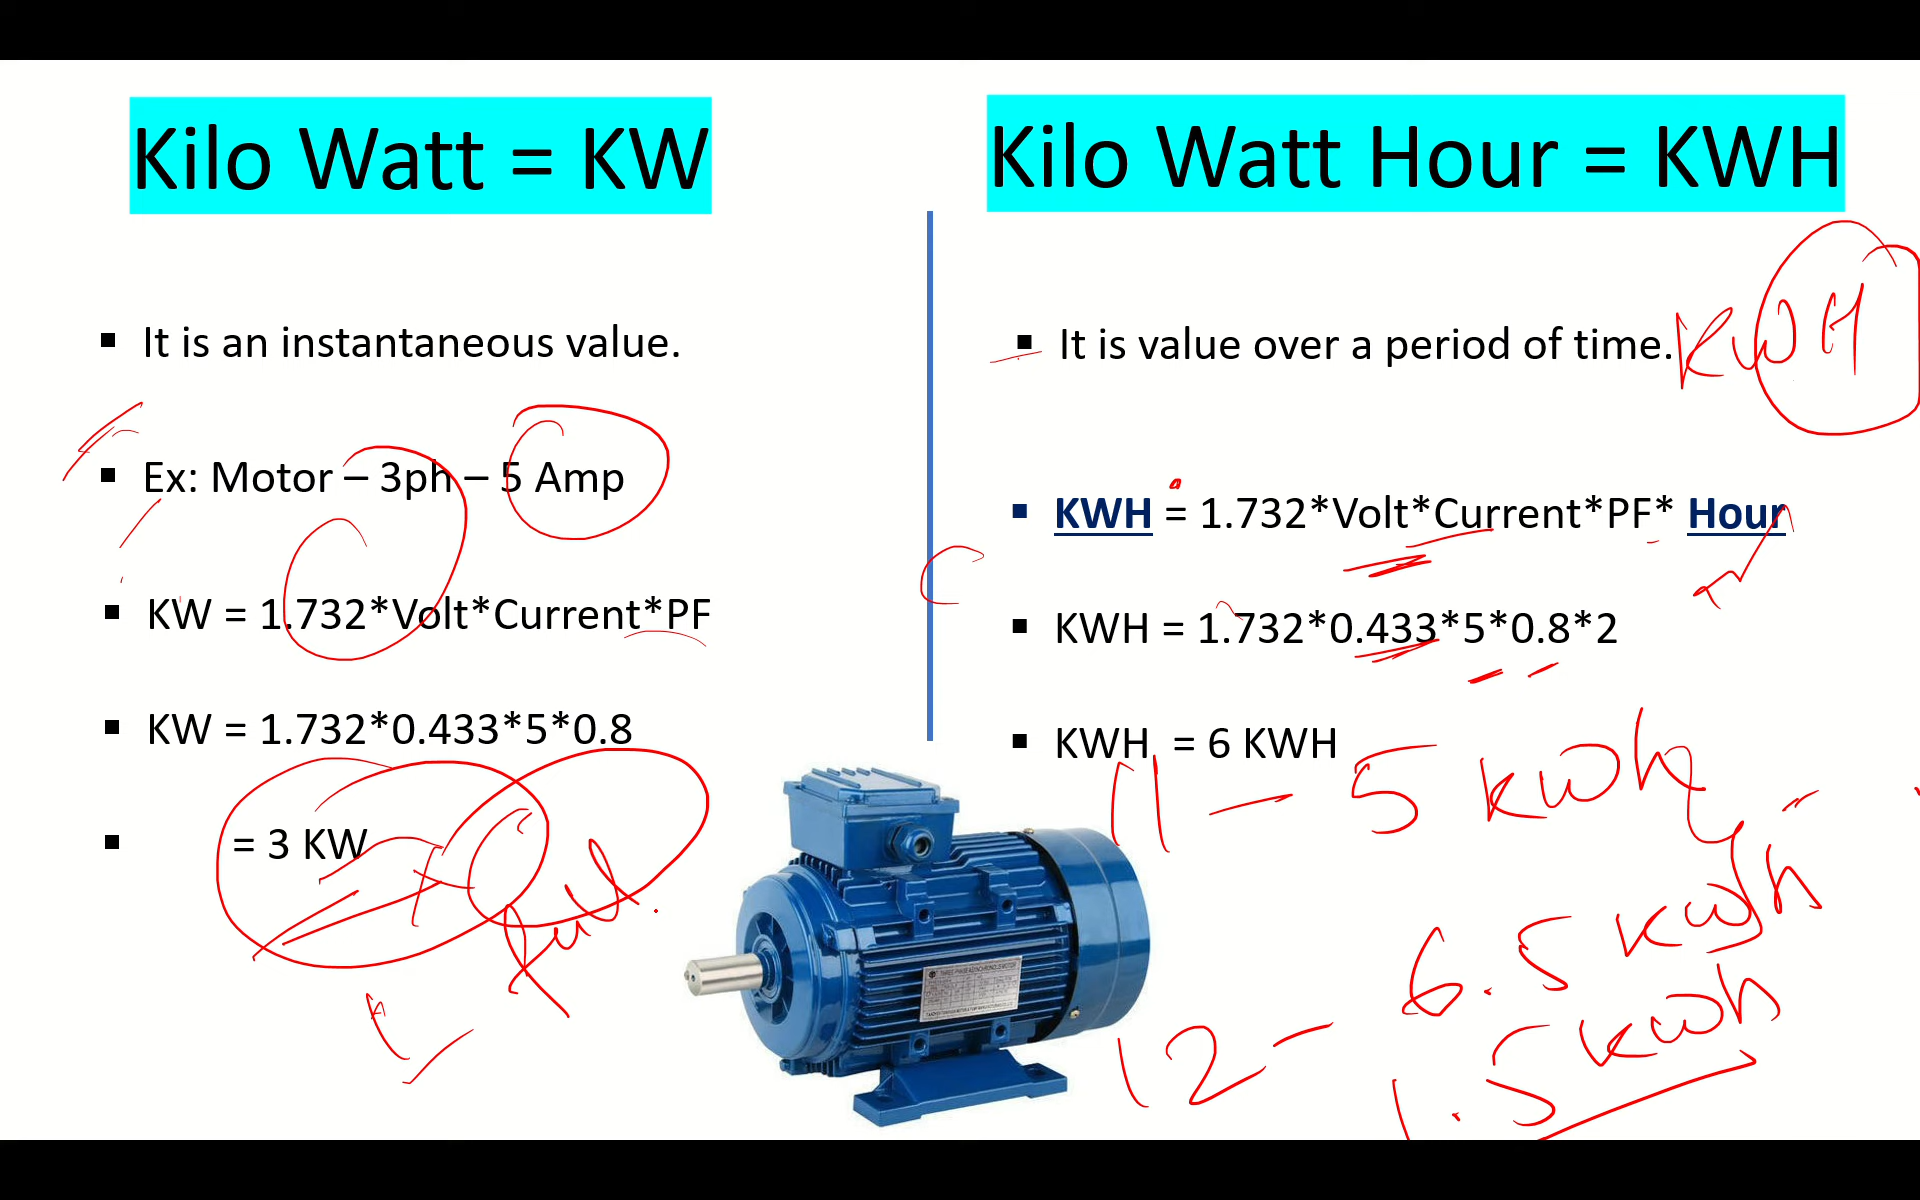 Kilo Watt = KW
It is an instantaneous value.
Ex: Motor – 3ph – 5 Amp
KW = 1.732*Volt*Current*PF
KW = 1.732*0.433*5*0.8
= 3 KW
Kilo Watt Hour = KWH
It is value over a period of time.
KWH
KWH = 1.732*Volt*Current*PF* Hour
KWH = 1.732*0.433*5*0.8*2
KWH = 6 KWH
11 – 5 kwh
6.5 kwh
12 –
1.5 kwh